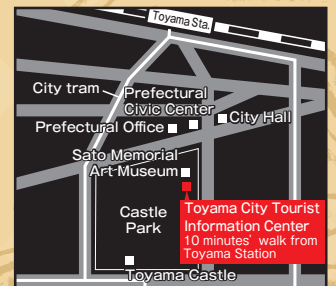 Toyama Sta.
City tram
Prefectural
Civic Center
City Hall
Prefectural Office
Sato Memorial
Art Museum
Toyama City Tourist
Information Center
10 minutes' walk from
Toyama Station
Castle
Park
Toyama Castle